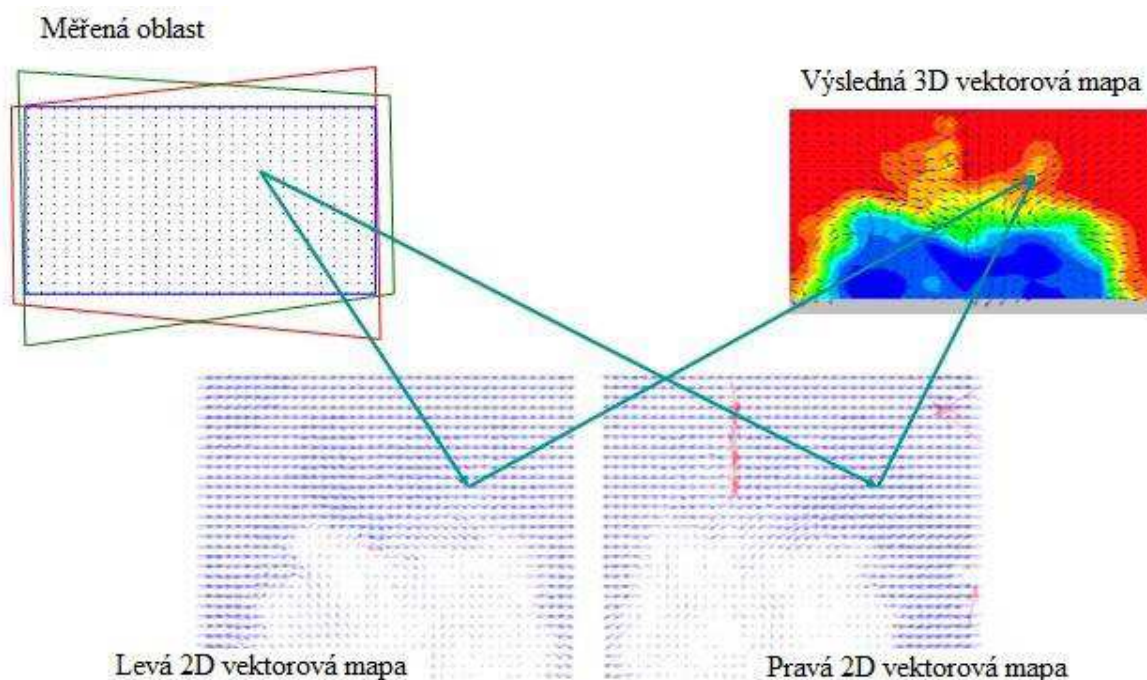 Měřená oblast
Výsledná 3D vektorová mapa
Levá 2D vektorová mapa
Pravá 2D vektorová mapa